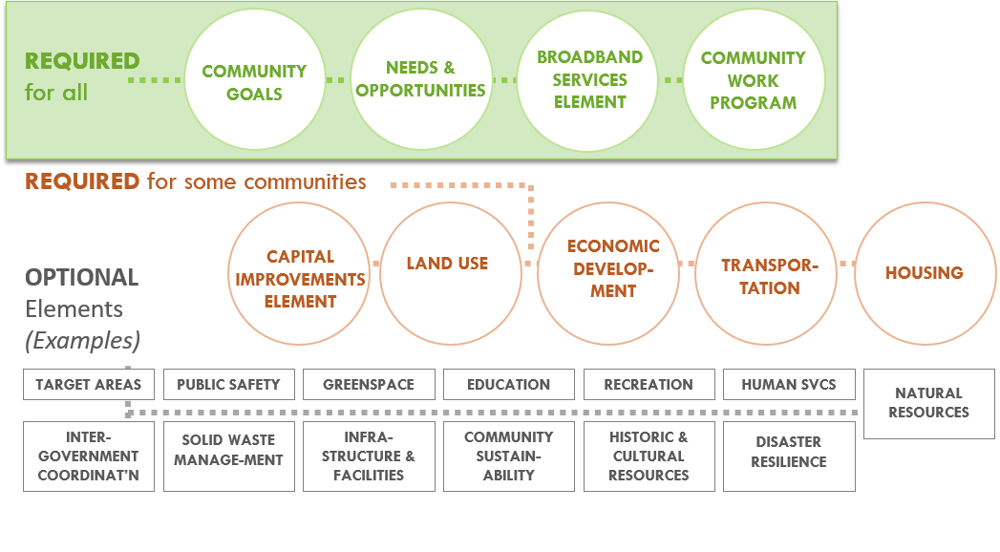 REQUIRED
for all
COMMUNITY
GOALS
NEEDS &
OPPORTUNITIES
BROADBAND
SERVICES
ELEMENT
COMMUNITY
WORK
PROGRAM
REQUIRED for some communities
CAPITAL
IMPROVEMENTS
ELEMENT
LAND USE
ECONOMIC
DEVELOP-
MENT
TRANSPOR-
TATION
HOUSING
OPTIONAL
Elements
(Examples)
TARGET AREAS
PUBLIC SAFETY
GREENSPACE
EDUCATION
RECREATION
HUMAN SVCS
NATURAL
RESOURCES
INTER-
GOVERNMENT
COORDINAT’N
SOLID WASTE
MANAGE-MENT
INFRA-
STRUCTURE &
FACILITIES
COMMUNITY
SUSTAIN-
ABILITY
HISTORIC &
CULTURAL
RESOURCES
DISASTER
RESILIENCE